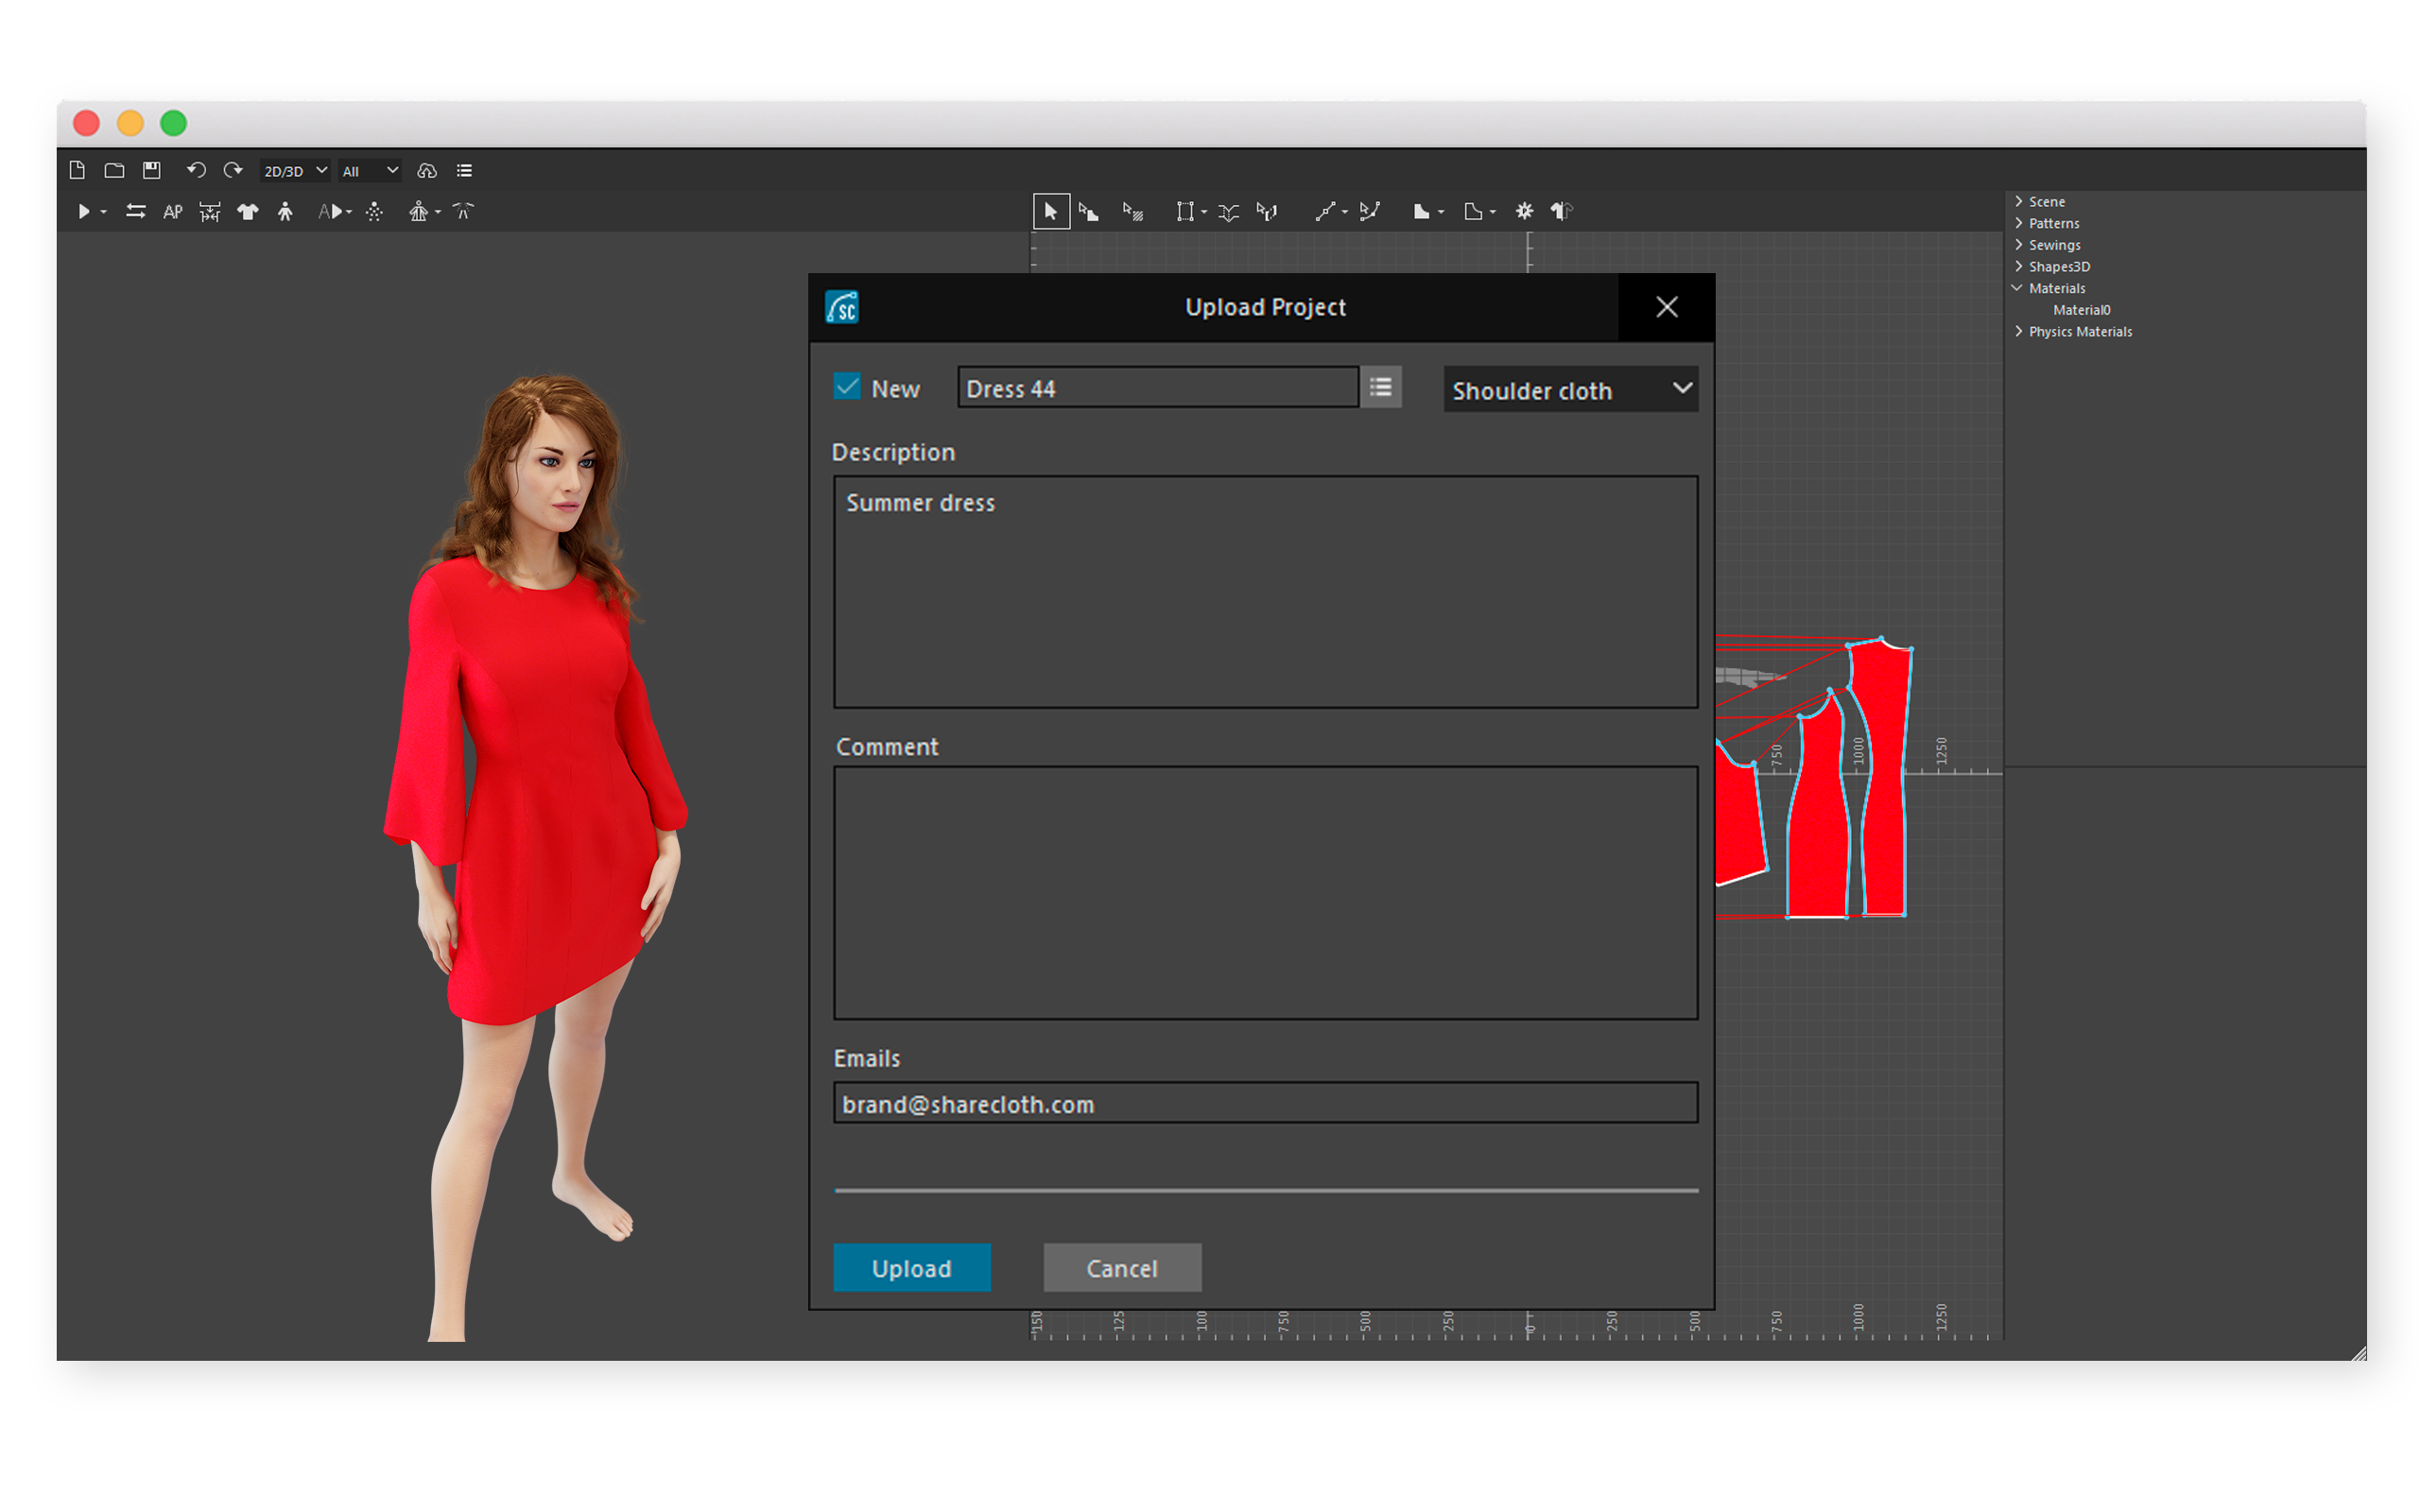 2D/3D All
AP A
Scene
Patterns
Sewings
Shapes3D
Materials
Material0
Physics Materials
SC Upload Project
New Dress 44 Shoulder cloth
Description
Summer dress
Comment
750 1000 1250
Emails
brand@sharecloth.com
Upload Cancel
150 125 100 750 500 250 0 250 500 750 1000 1250